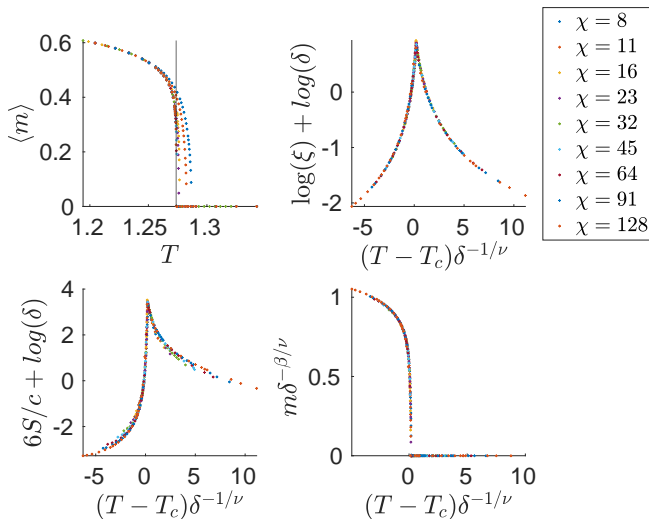 0.6
0.4
0.2
0
1.2
1.25
1.3
⟨m⟩
T
0
-1
-2
-5
0
5
10
log(ξ) + log(δ)
(T − T_c)δ^{−1/ν}
χ = 8
χ = 11
χ = 16
χ = 23
χ = 32
χ = 45
χ = 64
χ = 91
χ = 128
4
2
0
-2
-5
0
5
10
6S/c + log(δ)
(T − T_c)δ^{−1/ν}
1
0.5
0
-5
0
5
10
mδ^{−β/ν}
(T − T_c)δ^{−1/ν}